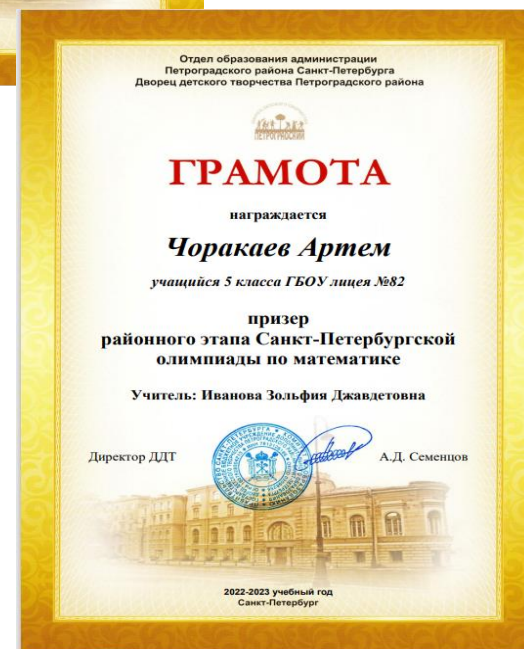 Отдел образования администрации
Петроградского района Санкт-Петербурга
Дворец детского творчества Петроградского района
ПЕТРОГРАДСКИЙ
ГРАМОТА
награждается
Чоракаев Артем
учащийся 5 класса ГБОУ лицея №82
призер
районного этапа Санкт-Петербургской
олимпиады по математике
Учитель: Иванова Зольфия Джавдетовна
Директор ДДТ А.Д. Семенцов
2022-2023 учебный год
Санкт-Петербург